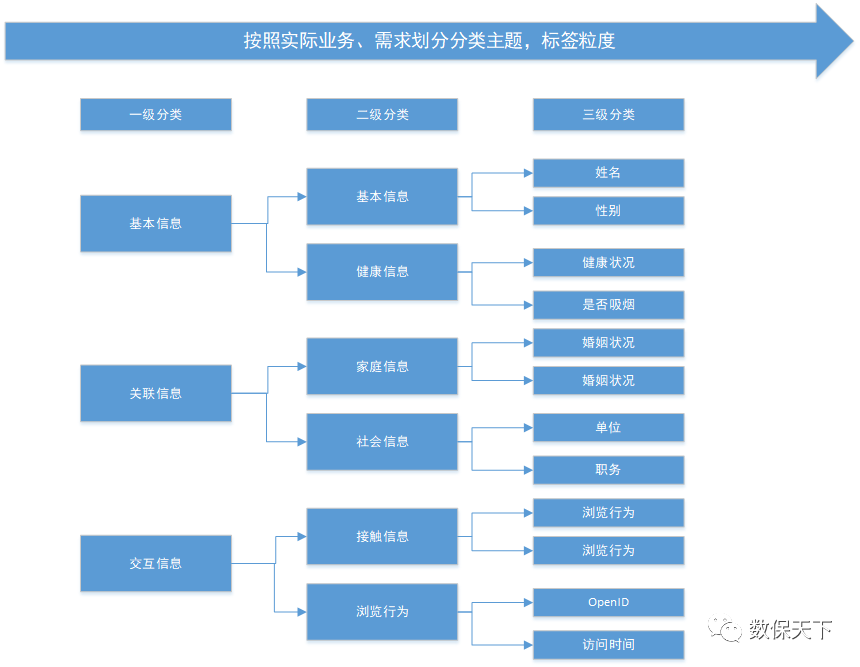 按照实际业务、需求划分分类主题，标签粒度
一级分类
二级分类
三级分类
基本信息
基本信息
姓名
性别
健康信息
健康状况
是否吸烟
关联信息
家庭信息
婚姻状况
婚姻状况
社会信息
单位
职务
交互信息
接触信息
浏览行为
浏览行为
浏览行为
OpenID
访问时间
数保天下